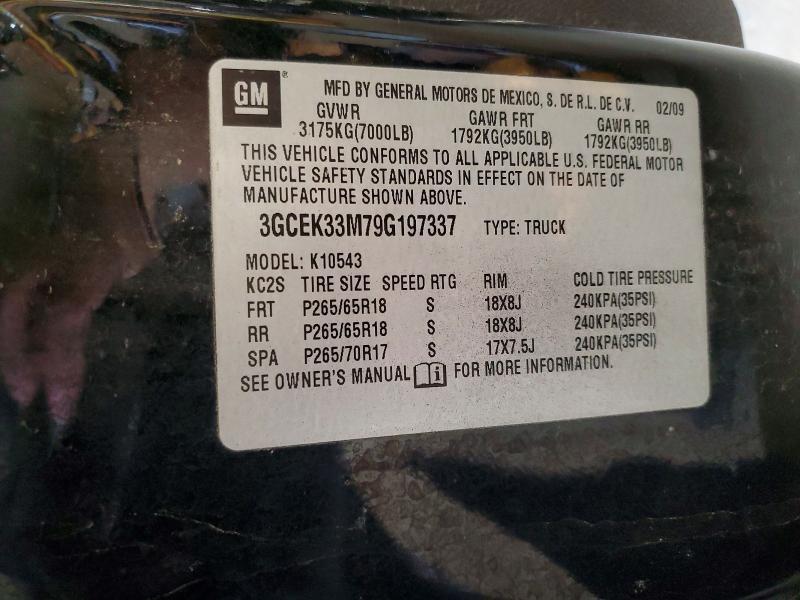 GM® MFD BY GENERAL MOTORS DE MEXICO, S. DE R.L. DE C.V. 02/09
GVWR GAWR FRT GAWR RR
3175KG(7000LB) 1792KG(3950LB) 1792KG(3950LB)
THIS VEHICLE CONFORMS TO ALL APPLICABLE U.S. FEDERAL MOTOR
VEHICLE SAFETY STANDARDS IN EFFECT ON THE DATE OF
MANUFACTURE SHOWN ABOVE.
3GCEK33M79G197337 TYPE: TRUCK
MODEL: K10543
KC2S TIRE SIZE SPEED RTG RIM COLD TIRE PRESSURE
FRT P265/65R18 S 18X8J 240KPA(35PSI)
RR P265/65R18 S 18X8J 240KPA(35PSI)
SPA P265/70R17 S 17X7.5J 240KPA(35PSI)
SEE OWNER'S MANUAL i FOR MORE INFORMATION.